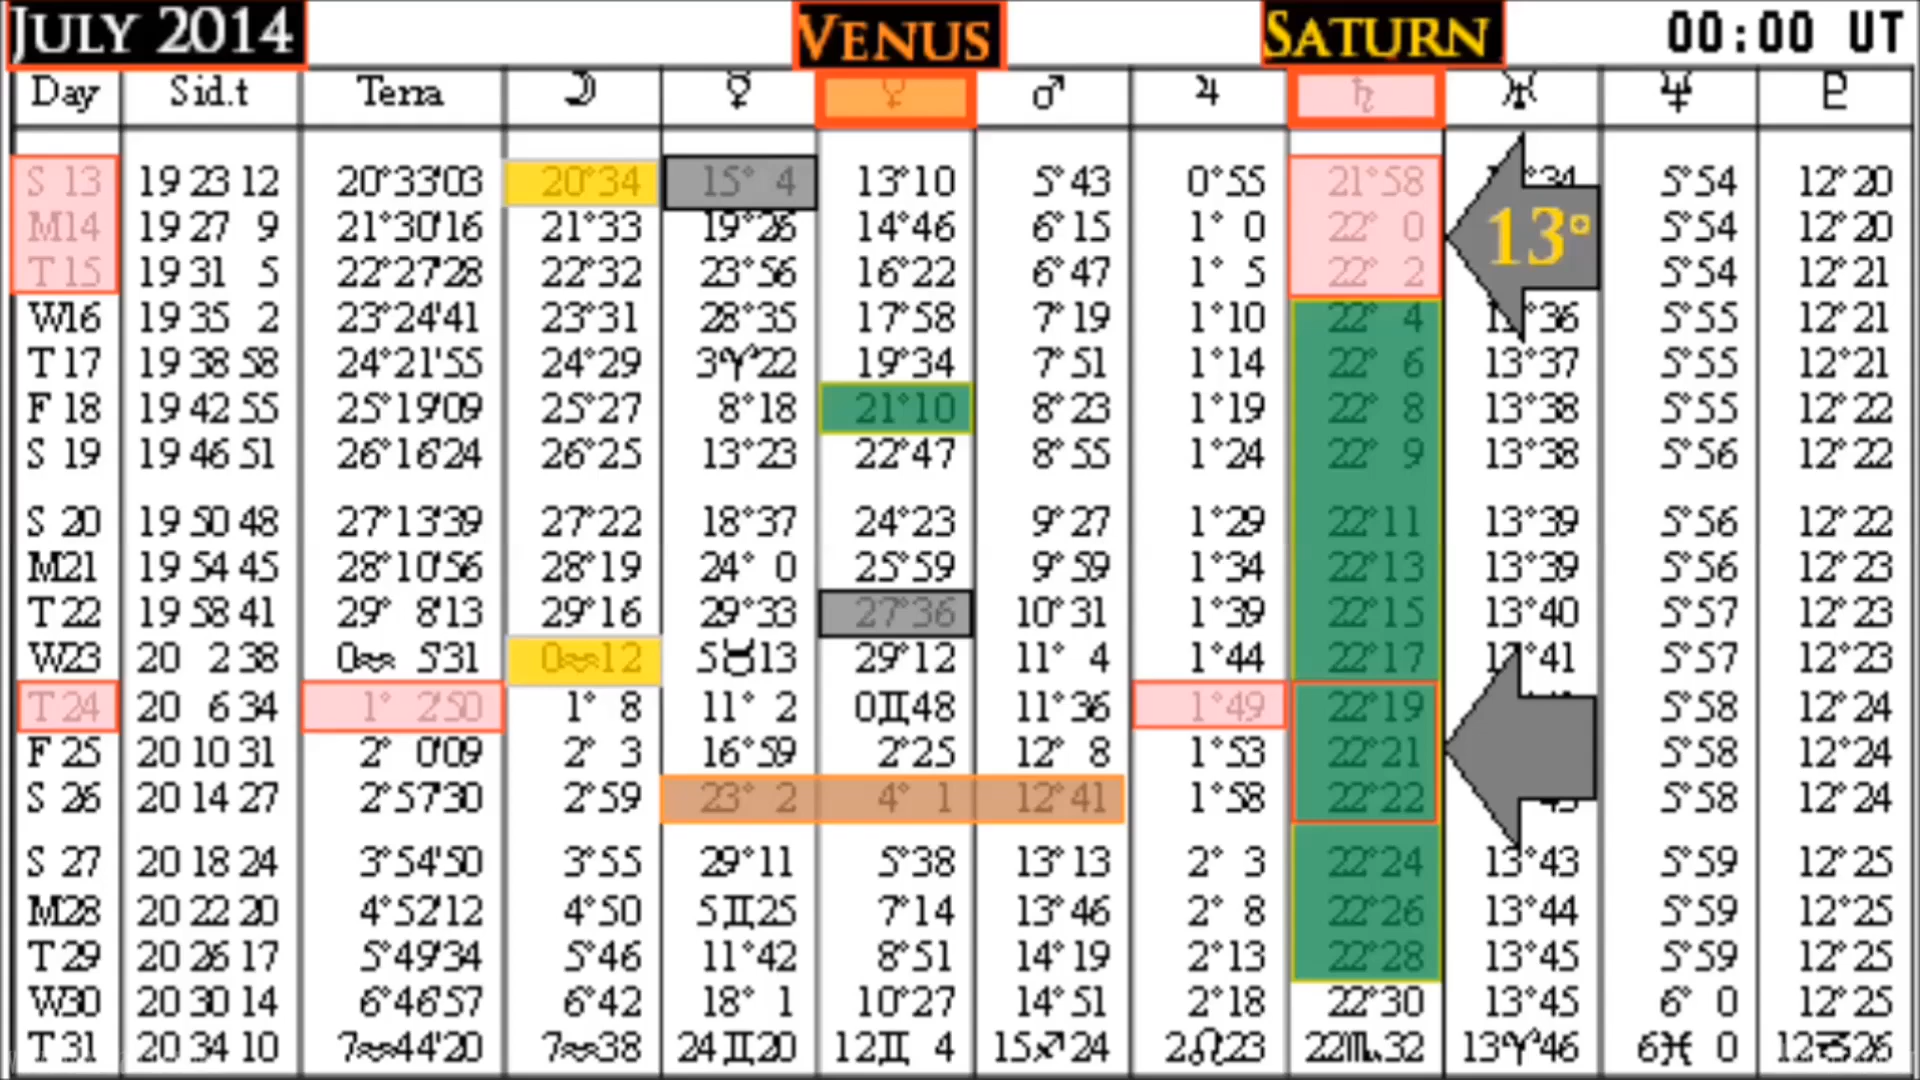 JULY 2014 VENUS SATURN 00:00 UT
Day Sid.t Terra ☽ ☿ ♀ ♂ ♃ ♄ ♅ ♆ ♇
S 13 19 23 12 20°33'03 20°34 15° 4 13°10 5°43 0°55 21°58 °34 5°54 12°20
M14 19 27 9 21°30'16 21°33 19°26 14°46 6°15 1° 0 22° 0 13° 5°54 12°20
T 15 19 31 5 22°27'28 22°32 23°56 16°22 6°47 1° 5 22° 2 5°54 12°21
W16 19 35 2 23°24'41 23°31 28°35 17°58 7°19 1°10 22° 4 °36 5°55 12°21
T 17 19 38 58 24°21'55 24°29 3♈22 19°34 7°51 1°14 22° 6 13°37 5°55 12°21
F 18 19 42 55 25°19'09 25°27 8°18 21°10 8°23 1°19 22° 8 13°38 5°55 12°22
S 19 19 46 51 26°16'24 26°25 13°23 22°47 8°55 1°24 22° 9 13°38 5°56 12°22
S 20 19 50 48 27°13'39 27°22 18°37 24°23 9°27 1°29 22°11 13°39 5°56 12°22
M21 19 54 45 28°10'56 28°19 24° 0 25°59 9°59 1°34 22°13 13°39 5°56 12°23
T 22 19 58 41 29° 8'13 29°16 29°33 27°36 10°31 1°39 22°15 13°40 5°57 12°23
W23 20 2 38 0♒ 5'31 0♒12 5♉13 29°12 11° 4 1°44 22°17 °41 5°57 12°23
T 24 20 6 34 1° 2'50 1° 8 11° 2 0♊48 11°36 1°49 22°19 5°58 12°24
F 25 20 10 31 2° 0'09 2° 3 16°59 2°25 12° 8 1°53 22°21 5°58 12°24
S 26 20 14 27 2°57'30 2°59 23° 2 4° 1 12°41 1°58 22°22 5°58 12°24
S 27 20 18 24 3°54'50 3°55 29°11 5°38 13°13 2° 3 22°24 13°43 5°59 12°25
M28 20 22 20 4°52'12 4°50 5♊25 7°14 13°46 2° 8 22°26 13°44 5°59 12°25
T 29 20 26 17 5°49'34 5°46 11°42 8°51 14°19 2°13 22°28 13°45 5°59 12°25
W30 20 30 14 6°46'57 6°42 18° 1 10°27 14°51 2°18 22°30 13°45 6° 0 12°25
T 31 20 34 10 7♒44'20 7♒38 24♊20 12♊ 4 15♐24 2♌23 22♏32 13♈46 6♓ 0 12♑26